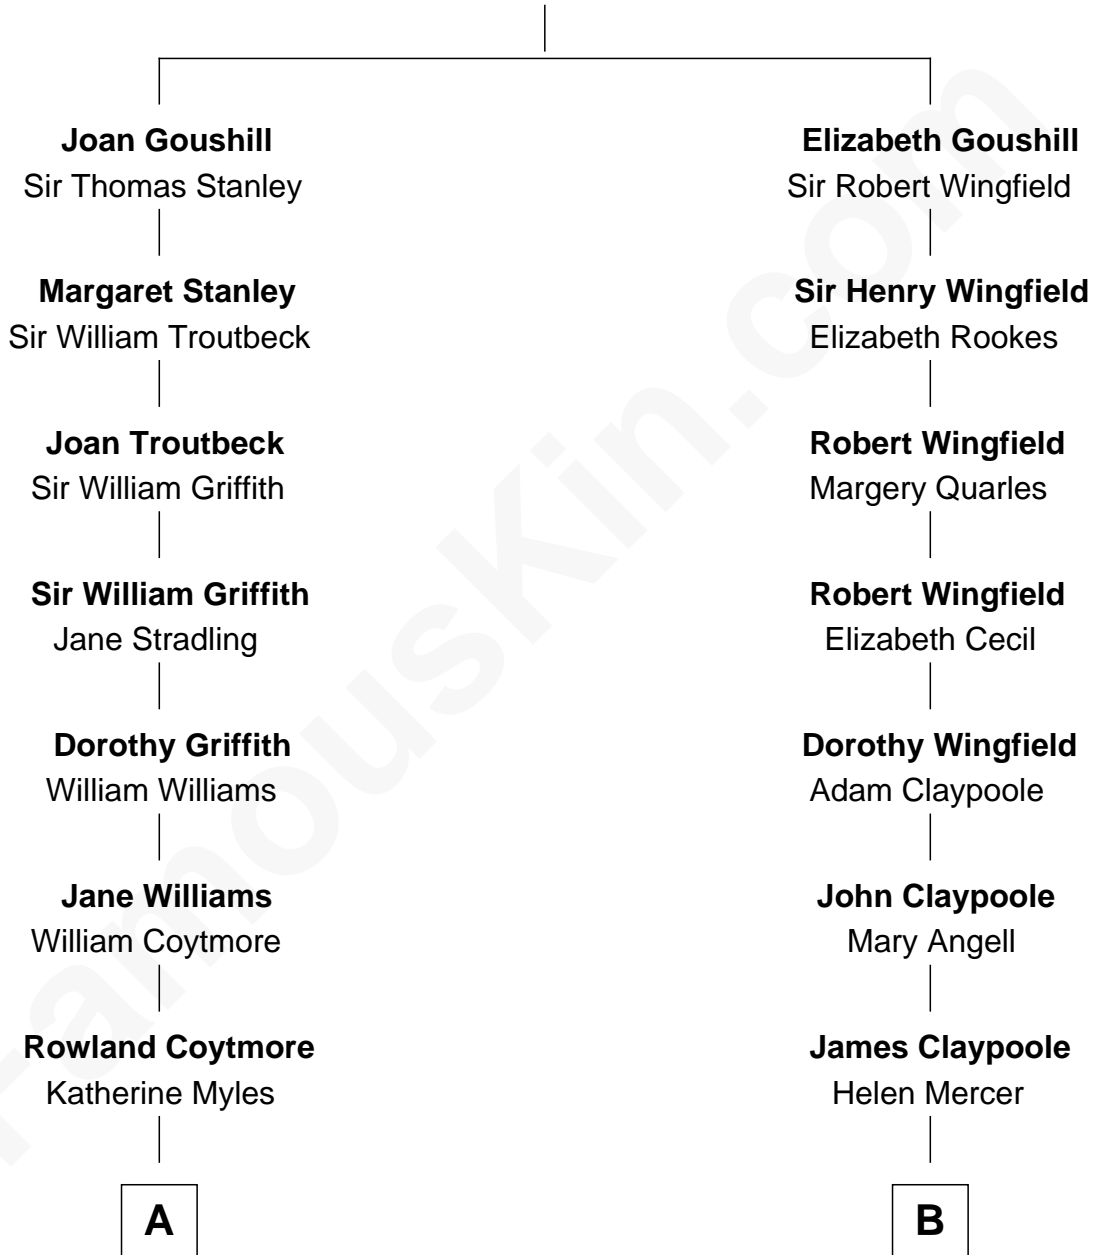 Joan Goushill
Sir Thomas Stanley
Margaret Stanley
Sir William Troutbeck
Joan Troutbeck
Sir William Griffith
Sir William Griffith
Jane Stradling
Dorothy Griffith
William Williams
Jane Williams
William Coytmore
Rowland Coytmore
Katherine Myles
A
Elizabeth Goushill
Sir Robert Wingfield
Sir Henry Wingfield
Elizabeth Rookes
Robert Wingfield
Margery Quarles
Robert Wingfield
Elizabeth Cecil
Dorothy Wingfield
Adam Claypoole
John Claypoole
Mary Angell
James Claypoole
Helen Mercer
B
FamousKin.com